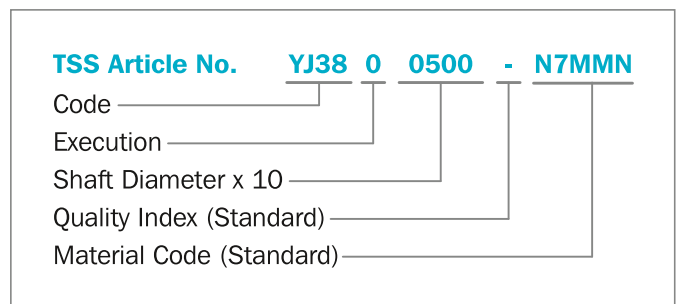 TSS Article No. YJ38 0 0500 - N7MMN
Code
Execution
Shaft Diameter x 10
Quality Index (Standard)
Material Code (Standard)